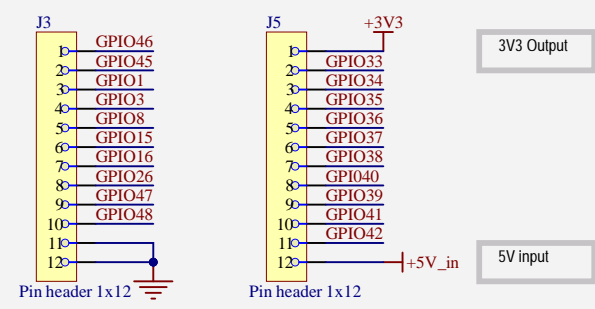 J3
1 GPIO46
2 GPIO45
3 GPIO1
4 GPIO3
5 GPIO8
6 GPIO15
7 GPIO16
8 GPIO26
9 GPIO47
10 GPIO48
11
12
Pin header 1x12
J5
+3V3
1
2 GPIO33
3 GPIO34
4 GPIO35
5 GPIO36
6 GPIO37
7 GPIO38
8 GPI040
9 GPIO39
10 GPIO41
11 GPIO42
12 +5V_in
Pin header 1x12
3V3 Output
5V input